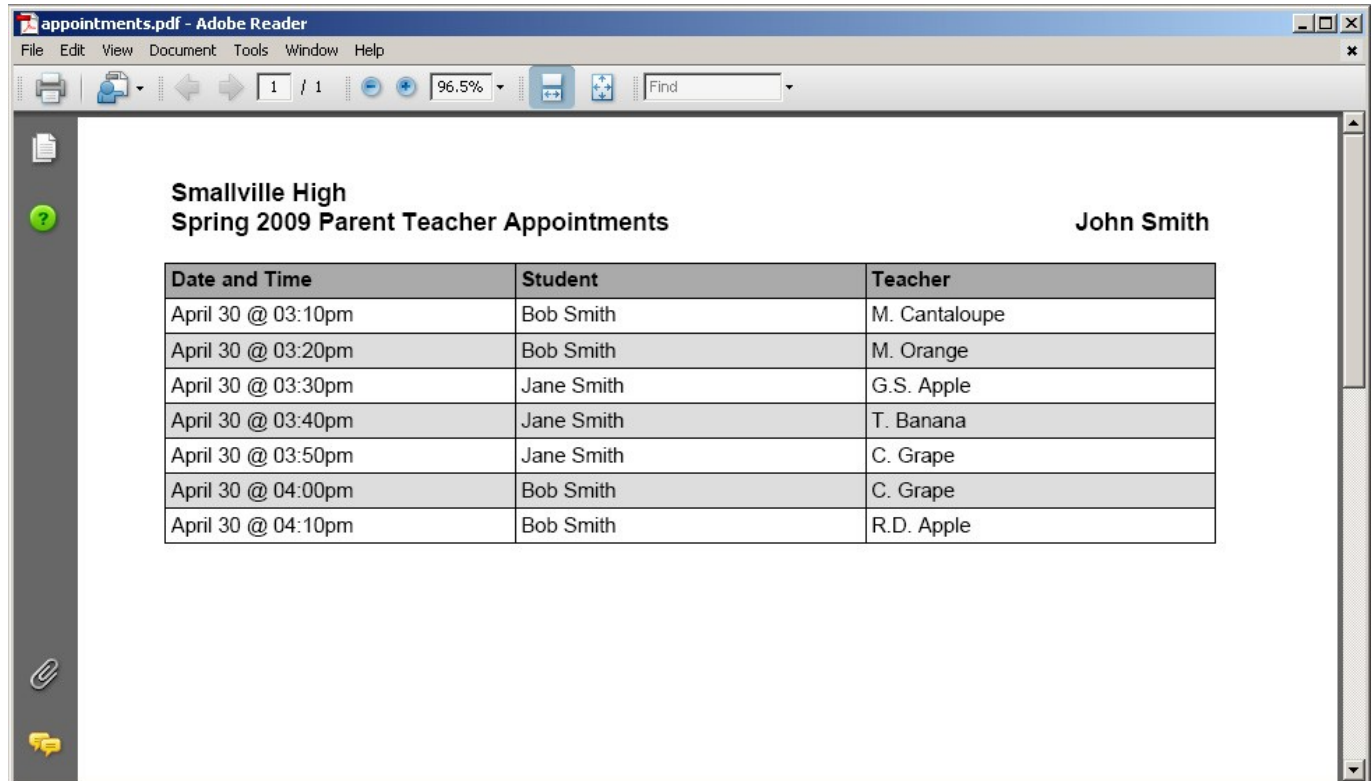 appointments.pdf - Adobe Reader
File Edit View Document Tools Window Help
1 / 1 96.5% Find
Smallville High
Spring 2009 Parent Teacher Appointments John Smith
Date and Time Student Teacher
April 30 @ 03:10pm Bob Smith M. Cantaloupe
April 30 @ 03:20pm Bob Smith M. Orange
April 30 @ 03:30pm Jane Smith G.S. Apple
April 30 @ 03:40pm Jane Smith T. Banana
April 30 @ 03:50pm Jane Smith C. Grape
April 30 @ 04:00pm Bob Smith C. Grape
April 30 @ 04:10pm Bob Smith R.D. Apple